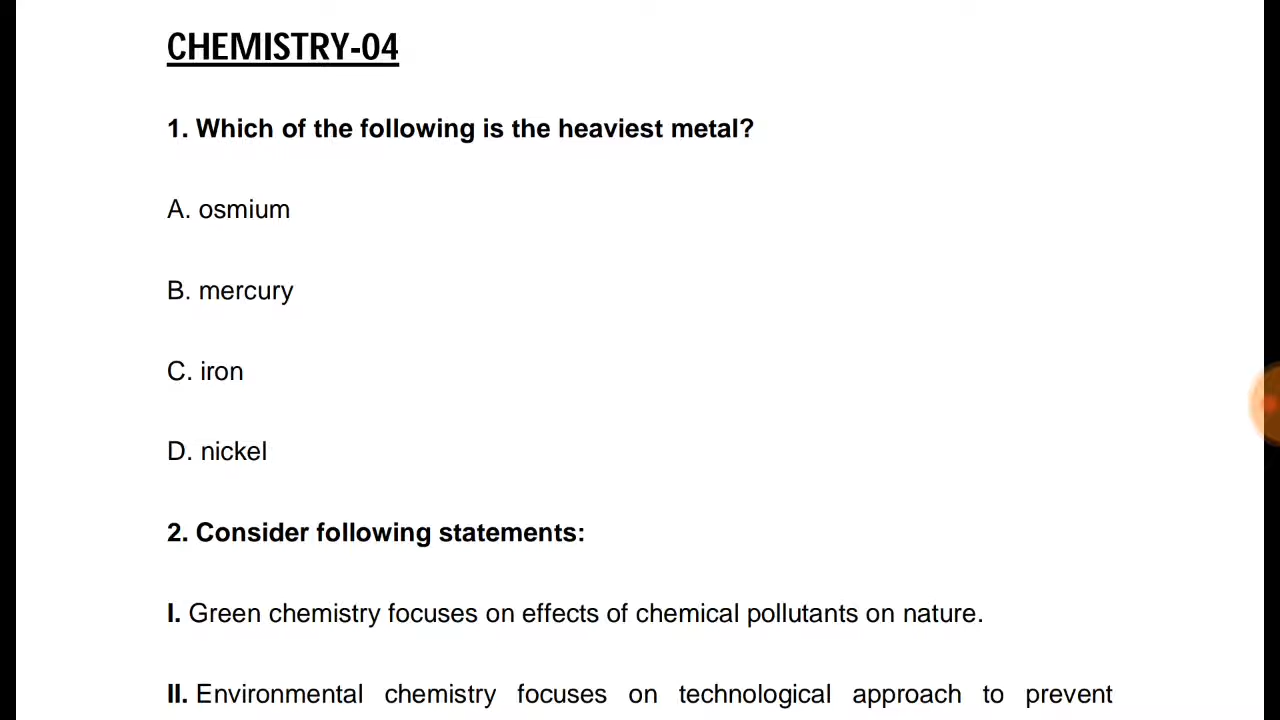 CHEMISTRY-04
1. Which of the following is the heaviest metal?
A. osmium
B. mercury
C. iron
D. nickel
2. Consider following statements:
I. Green chemistry focuses on effects of chemical pollutants on nature.
II. Environmental chemistry focuses on technological approach to prevent